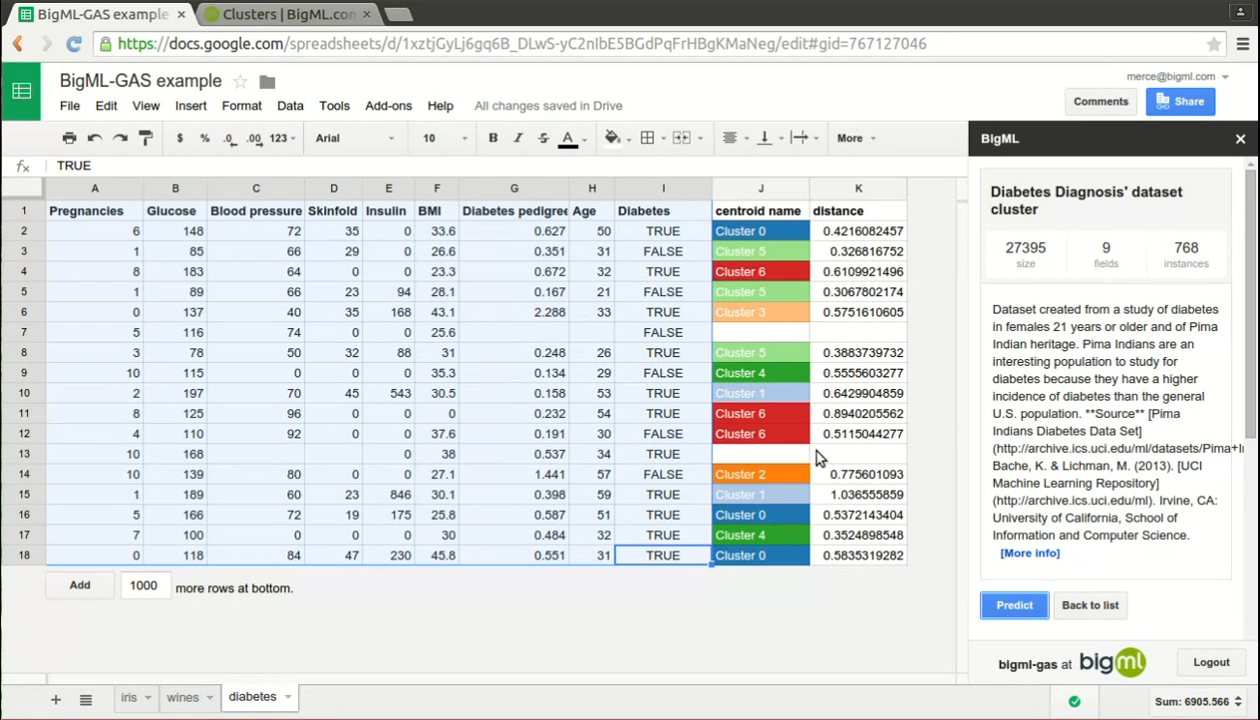 BigML-GAS example
Clusters | BigML.con
https://docs.google.com/spreadsheets/d/1xztjGyLj6gq6B_DLwS-yC2nIbE5BGdPqFrHBgKMaNeg/edit#gid=767127046
BigML-GAS example
merce@bigml.com
File Edit View Insert Format Data Tools Add-ons Help All changes saved in Drive
Comments Share
$ % .0 .00 123 Arial 10 B I S A More
BigML
fx TRUE
A B C D E F G H I J K
1 Pregnancies Glucose Blood pressure Skinfold Insulin BMI Diabetes pedigree Age Diabetes centroid name distance
2 6 148 72 35 0 33.6 0.627 50 TRUE Cluster 0 0.4216082457
3 1 85 66 29 0 26.6 0.351 31 FALSE Cluster 5 0.326816752
4 8 183 64 0 0 23.3 0.672 32 TRUE Cluster 6 0.6109921496
5 1 89 66 23 94 28.1 0.167 21 FALSE Cluster 5 0.3067802174
6 0 137 40 35 168 43.1 2.288 33 TRUE Cluster 3 0.5751610605
7 5 116 74 0 0 25.6 FALSE
8 3 78 50 32 88 31 0.248 26 TRUE Cluster 5 0.3883739732
9 10 115 0 0 0 35.3 0.134 29 FALSE Cluster 4 0.5555603277
10 2 197 70 45 543 30.5 0.158 53 TRUE Cluster 1 0.6429904859
11 8 125 96 0 0 0 0.232 54 TRUE Cluster 6 0.8940205562
12 4 110 92 0 0 37.6 0.191 30 FALSE Cluster 6 0.5115044277
13 10 168 0 0 38 0.537 34 TRUE
14 10 139 80 0 0 27.1 1.441 57 FALSE Cluster 2 0.775601093
15 1 189 60 23 846 30.1 0.398 59 TRUE Cluster 1 1.036555859
16 5 166 72 19 175 25.8 0.587 51 TRUE Cluster 0 0.5372143404
17 7 100 0 0 0 30 0.484 32 TRUE Cluster 4 0.3524898548
18 0 118 84 47 230 45.8 0.551 31 TRUE Cluster 0 0.5835319282
Add 1000 more rows at bottom.
Diabetes Diagnosis' dataset
cluster
27395 9 768
size fields instances
Dataset created from a study of diabetes
in females 21 years or older and of Pima
Indian heritage. Pima Indians are an
interesting population to study for
diabetes because they have a higher
incidence of diabetes than the general
U.S. population. **Source** [Pima
Indians Diabetes Data Set]
(http://archive.ics.uci.edu/ml/datasets/Pima+I
Bache, K. & Lichman, M. (2013). [UCI
Machine Learning Repository]
(http://archive.ics.uci.edu/ml). Irvine, CA:
University of California, School of
Information and Computer Science.
[More info]
Predict Back to list
bigml-gas at bigml Logout
iris wines diabetes
Sum: 6905.566